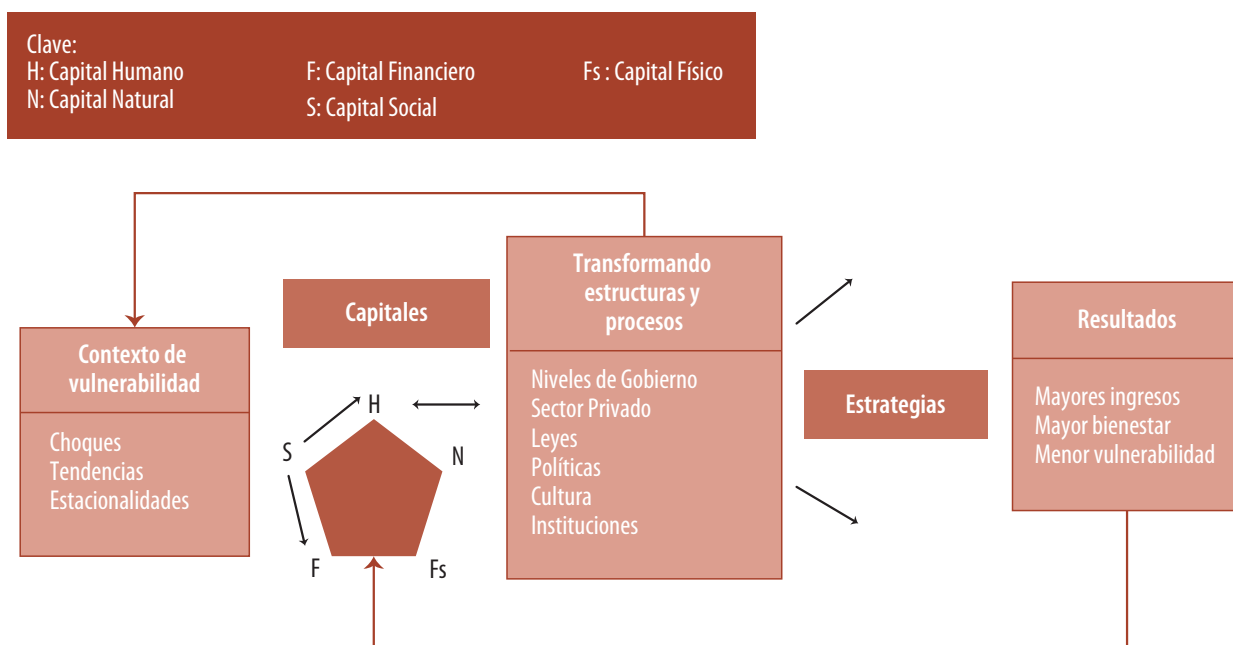 Clave:
H: Capital Humano
N: Capital Natural
F: Capital Financiero
S: Capital Social
Fs : Capital Físico
Contexto de
vulnerabilidad
Choques
Tendencias
Estacionalidades
Capitales
H
S
N
F
Fs
Transformando
estructuras y
procesos
Niveles de Gobierno
Sector Privado
Leyes
Políticas
Cultura
Instituciones
Estrategias
Resultados
Mayores ingresos
Mayor bienestar
Menor vulnerabilidad